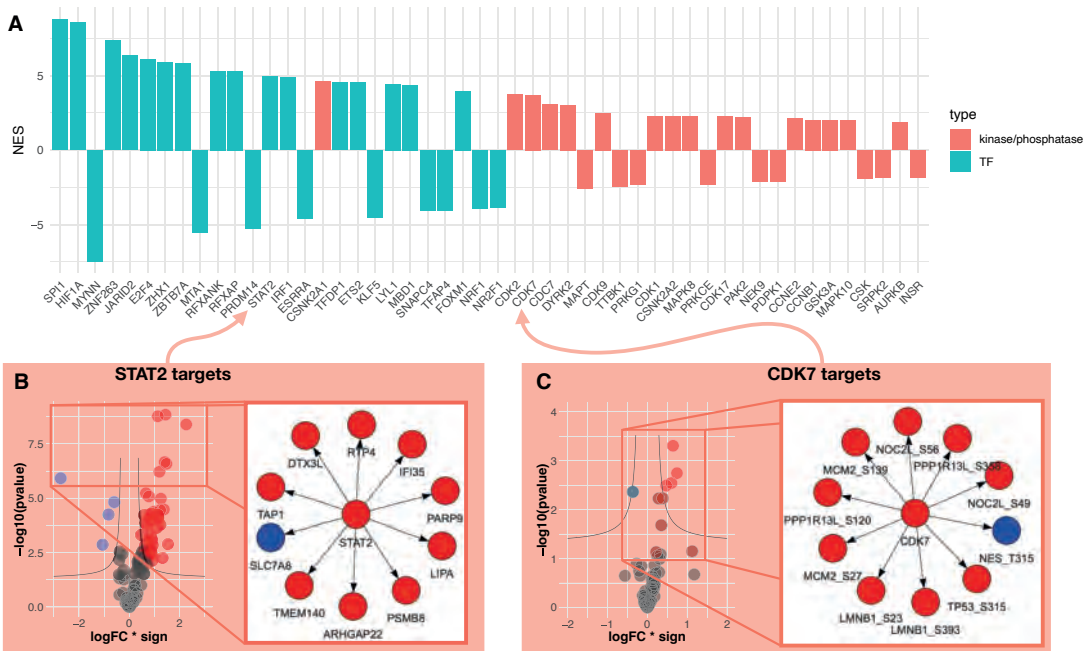 A
NES
5
0
−5
SPI1
HIF1A
MYNN
ZNF263
JARID2
E2F4
ZHX1
ZBTB7A
MTA1
RFXANK
RFXAP
PRDM14
STAT2
IRF1
ESRRA
CSNK2A1
TFDP1
ETS2
KLF5
LYL1
MBD1
SNAPC4
TFAP4
FOXM1
NRF1
NR2F1
CDK2
CDK7
CDC7
DYRK2
MAPT
CDK9
TTBK1
PRKG1
CDK1
CSNK2A2
MAPK8
PRKCE
CDK17
PAK2
NEK9
PDPK1
CCNE2
CCNB1
GSK3A
MAPK10
CSK
SRPK2
AURKB
INSR
type
kinase/phosphatase
TF
B
STAT2 targets
−log10(pvalue)
7.5
5.0
2.5
0.0
−2
0
2
logFC * sign
RTP4
DTX3L
IFI35
TAP1
PARP9
STAT2
SLC7A8
LIPA
TMEM140
PSMB8
ARHGAP22
C
CDK7 targets
−log10(pvalue)
4
3
2
1
0
−2
−1
0
1
2
logFC * sign
NOC2L_S56
MCM2_S139
PPP1R13L_S358
NOC2L_S49
PPP1R13L_S120
CDK7
NES_T315
MCM2_S27
TP53_S315
LMNB1_S23
LMNB1_S393